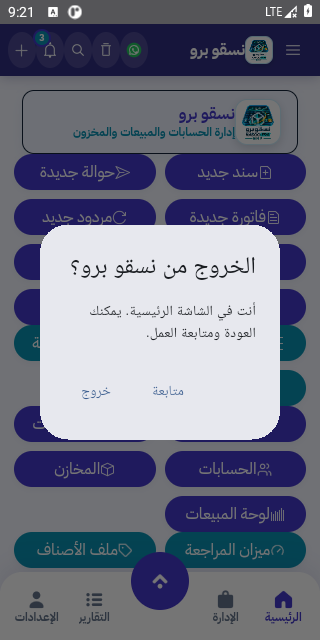 9:21
LTE
3
نسقو برو
نسقو برو
إدارة الحسابات والمبيعات والمخزون
سند جديد
حوالة جديدة
فاتورة جديدة
مردود جديد
الخروج من نسقو برو؟
أنت في الشاشة الرئيسية. يمكنك
العودة ومتابعة العمل.
متابعة
خروج
الحسابات
المخازن
لوحة المبيعات
ميزان المراجعة
ملف الأصناف
الرئيسية
الإدارة
التقارير
الإعدادات